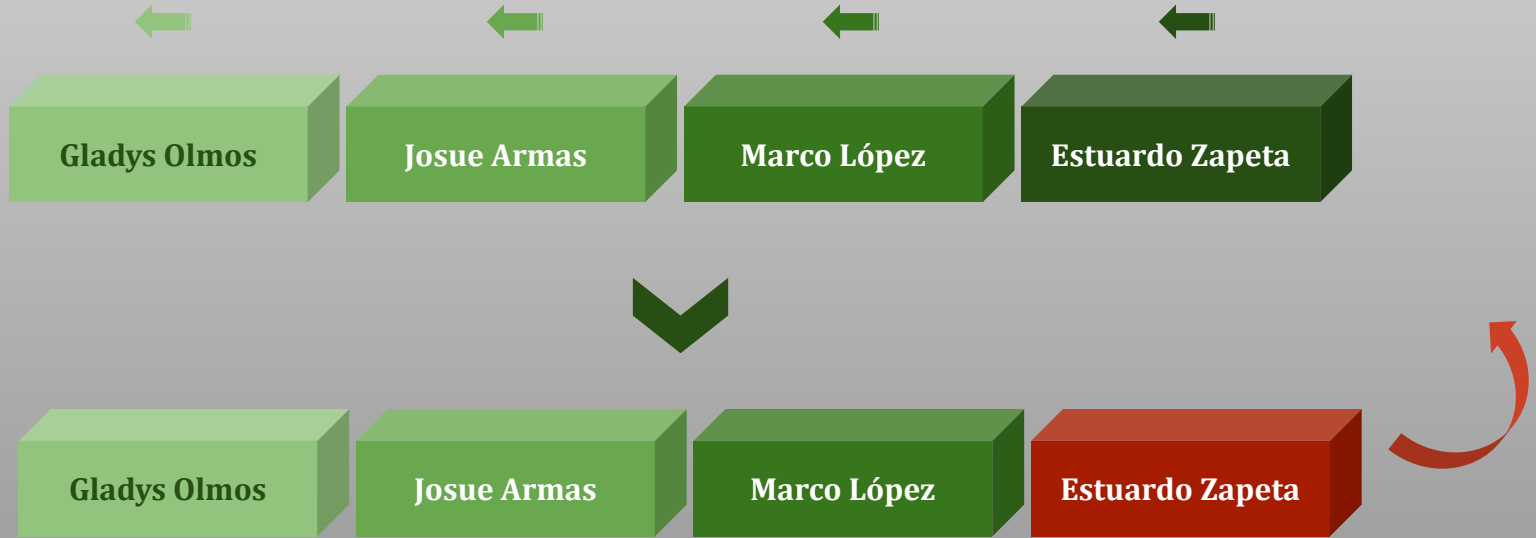 Gladys Olmos
Josue Armas
Marco López
Estuardo Zapeta
Gladys Olmos
Josue Armas
Marco López
Estuardo Zapeta